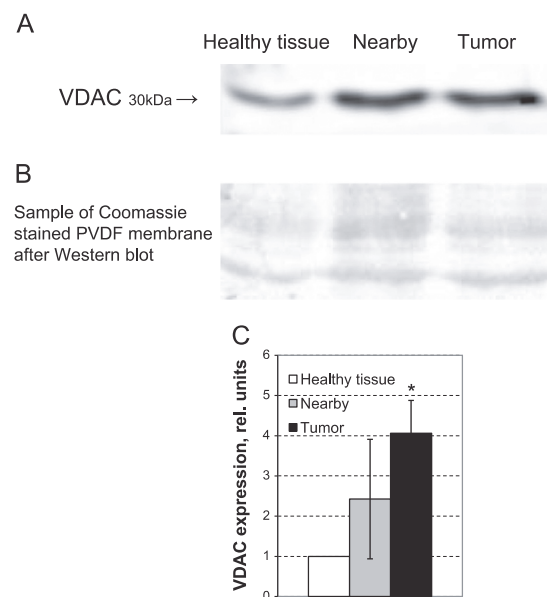 A
Healthy tissue Nearby Tumor
VDAC 30kDa →
B
Sample of Coomassie
stained PVDF membrane
after Western blot
C
VDAC expression, rel. units
6
5
4
3
2
1
0
Healthy tissue
Nearby
Tumor
*